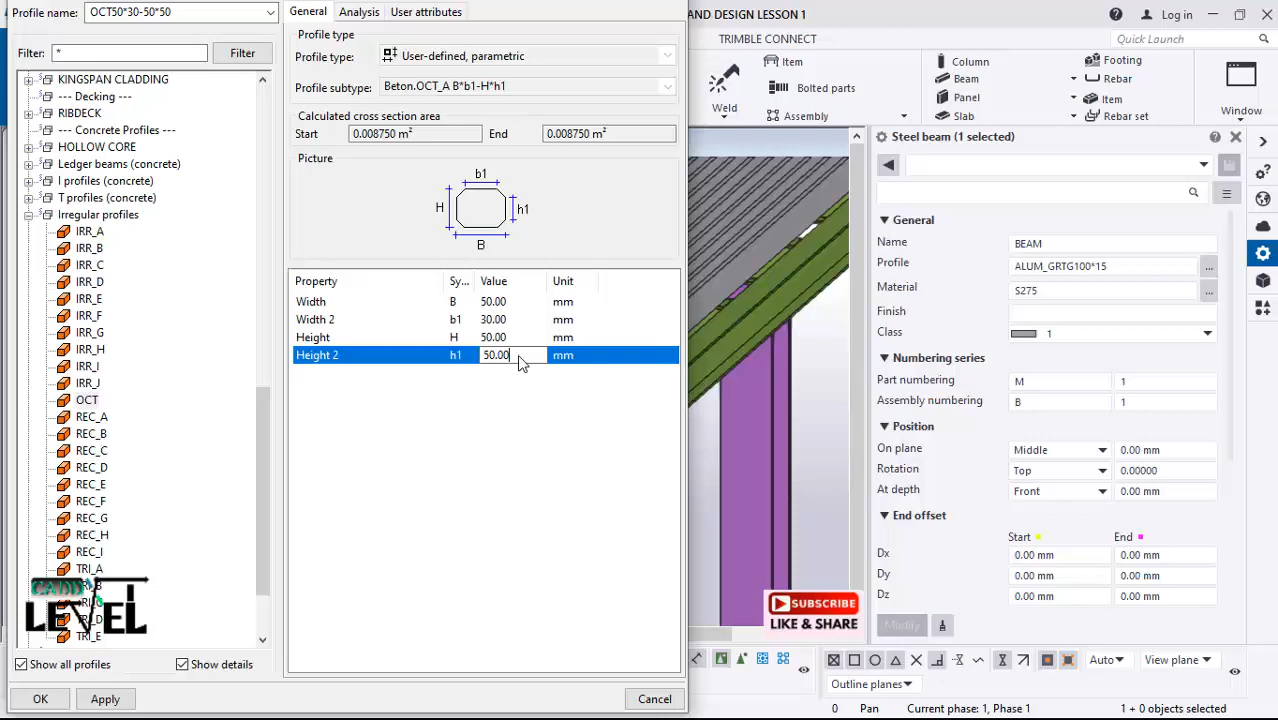 Profile name: OCT50*30-50*50
Filter: * Filter
KINGSPAN CLADDING
--- Decking ---
RIBDECK
--- Concrete Profiles ---
HOLLOW CORE
Ledger beams (concrete)
I profiles (concrete)
T profiles (concrete)
Irregular profiles
IRR_A
IRR_B
IRR_C
IRR_D
IRR_E
IRR_F
IRR_G
IRR_H
IRR_I
IRR_J
OCT
REC_A
REC_B
REC_C
REC_D
REC_E
REC_F
REC_G
REC_H
REC_I
TRI_A
TRI_E
CADD
LEVEL
Show all profiles Show details
OK Apply Cancel
General Analysis User attributes
Profile type
Profile type: User-defined, parametric
Profile subtype: Beton.OCT_A B*b1-H*h1
Calculated cross section area
Start 0.008750 m² End 0.008750 m²
Picture
b1
H h1
B
Property Sy... Value Unit
Width B 50.00 mm
Width 2 b1 30.00 mm
Height H 50.00 mm
Height 2 h1 50.00 mm
AND DESIGN LESSON 1 Log in
TRIMBLE CONNECT Quick Launch
Weld
Item
Bolted parts
Assembly
Column
Beam
Panel
Slab
Footing
Rebar
Item
Rebar set
Window
Steel beam (1 selected)
General
Name BEAM
Profile ALUM_GRTG100*15 ...
Material S275 ...
Finish
Class 1
Numbering series
Part numbering M 1
Assembly numbering B 1
Position
On plane Middle 0.00 mm
Rotation Top 0.00000
At depth Front 0.00 mm
End offset
Start End
Dx 0.00 mm 0.00 mm
Dy 0.00 mm 0.00 mm
Dz 0.00 mm 0.00 mm
Modify
SUBSCRIBE
LIKE & SHARE
Auto View plane
Outline planes
0 Pan Current phase: 1, Phase 1 1 + 0 objects selected